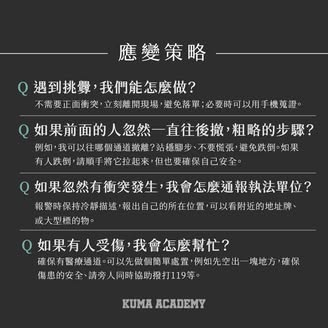 應變策略
Q 遇到挑釁，我們能怎麼做？
不需要正面衝突，立刻離開現場，避免落單；必要時可以用手機蒐證。
Q 如果前面的人忽然一直往後撤，粗略的步驟？
例如，我可以往哪個通道撤離？站穩腳步、不要慌張，避免跌倒。如果
有人跌倒，請順手將它拉起來，但也要確保自己安全。
Q 如果忽然有衝突發生，我會怎麼通報執法單位？
報警時保持冷靜描述，報出自己的所在位置，可以看附近的地址牌、
或大型標的物。
Q 如果有人受傷，我會怎麼幫忙？
確保有醫療通道。可以先做個簡單處置，例如先空出一塊地方，確保
傷患的安全、請旁人同時協助撥打119等。
KUMA ACADEMY